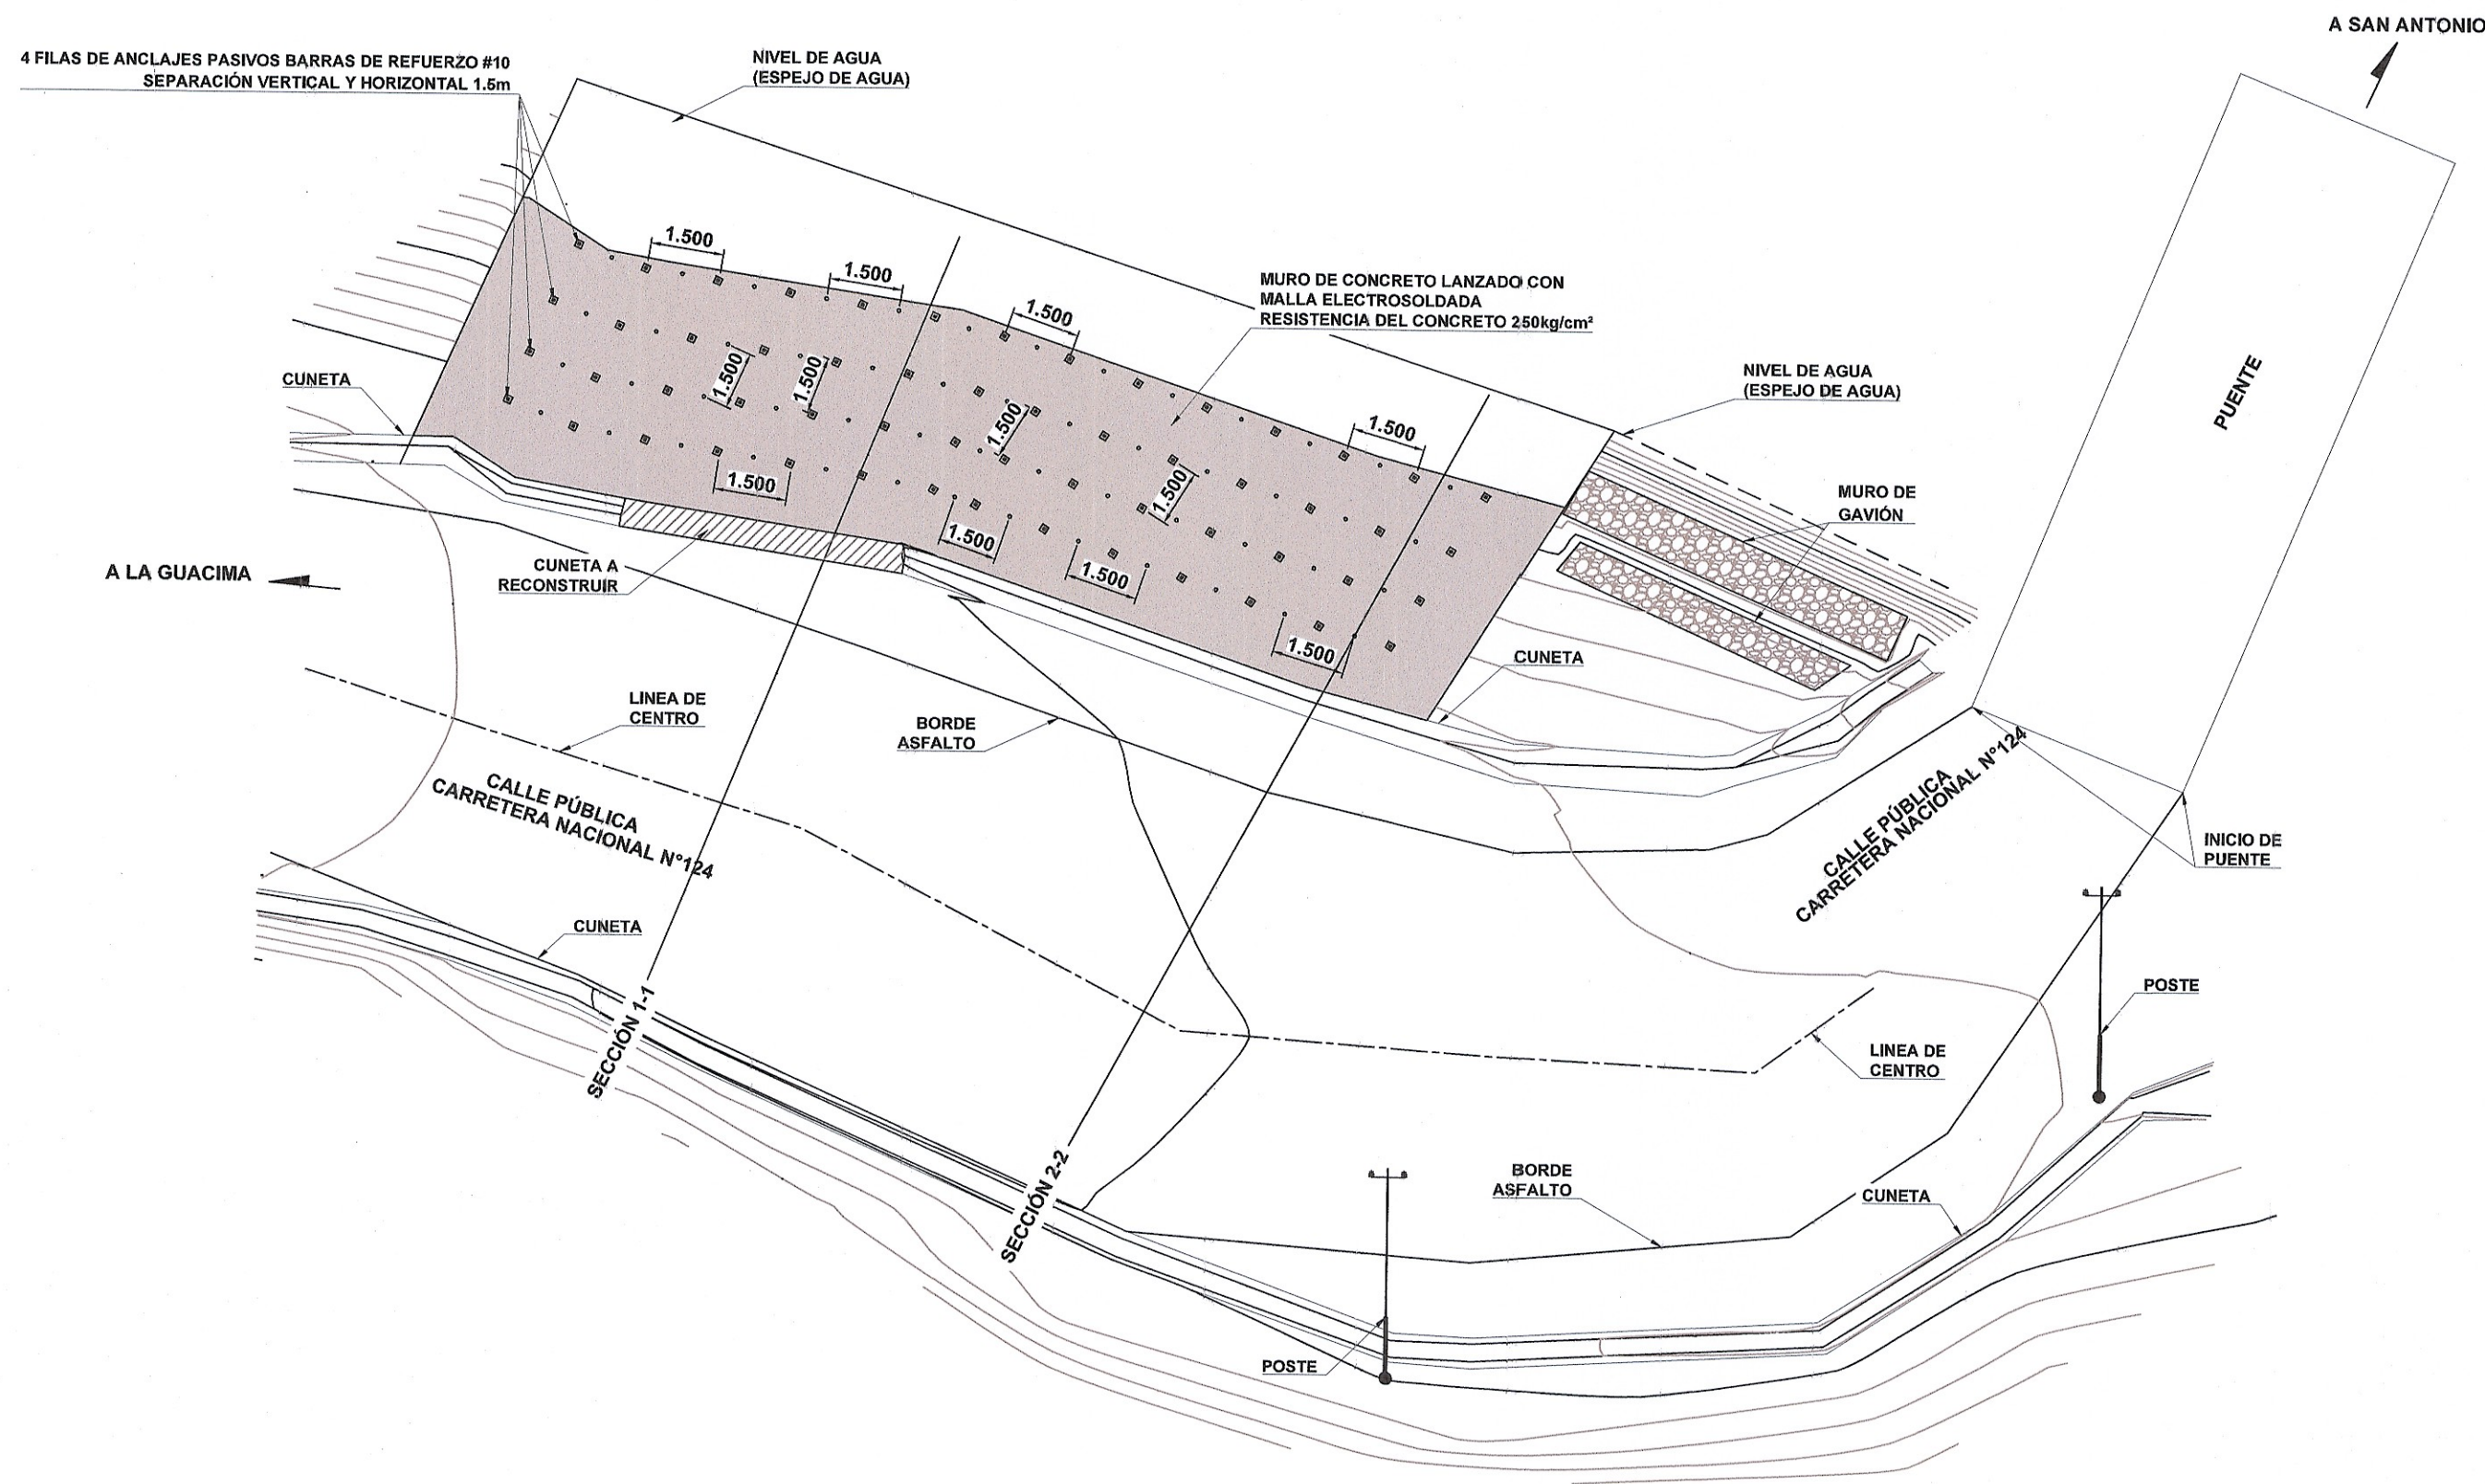 A SAN ANTONIO
4 FILAS DE ANCLAJES PASIVOS BARRAS DE REFUERZO #10
SEPARACIÓN VERTICAL Y HORIZONTAL 1.5m
NIVEL DE AGUA
(ESPEJO DE AGUA)
1.500
1.500
1.500
MURO DE CONCRETO LANZADO CON
MALLA ELECTROSOLDADA
RESISTENCIA DEL CONCRETO 250kg/cm²
NIVEL DE AGUA
(ESPEJO DE AGUA)
PUENTE
CUNETA
1.500
1.500
1.500
1.500
1.500
1.500
1.500
1.500
1.500
MURO DE
GAVIÓN
A LA GUACIMA
CUNETA A
RECONSTRUIR
CUNETA
LINEA DE
CENTRO
BORDE
ASFALTO
CALLE PÚBLICA
CARRETERA NACIONAL N°124
CALLE PÚBLICA
CARRETERA NACIONAL N°124
INICIO DE
PUENTE
CUNETA
POSTE
SECCIÓN 1-1
LINEA DE
CENTRO
SECCIÓN 2-2
BORDE
ASFALTO
CUNETA
POSTE